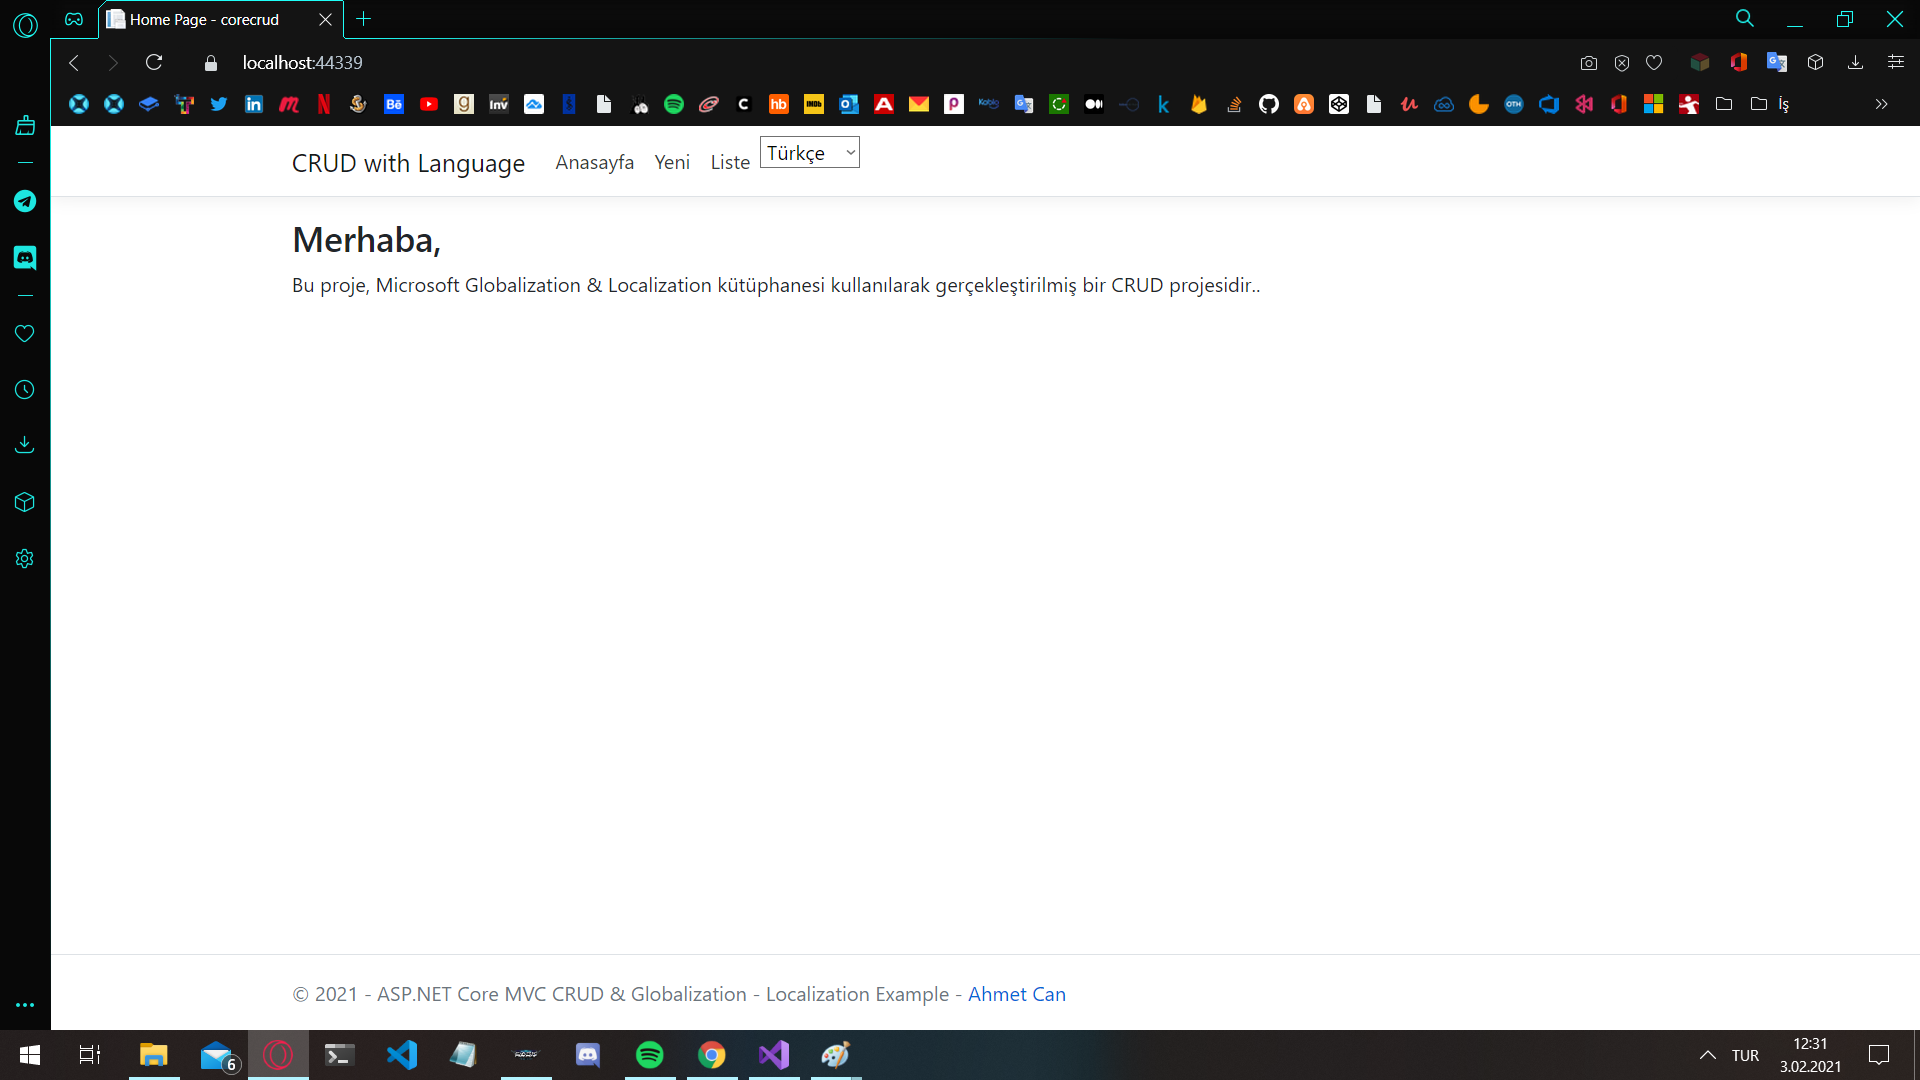 Home Page - corecrud
localhost:44339
İş
CRUD with Language Anasayfa Yeni Liste Türkçe
Merhaba,
Bu proje, Microsoft Globalization & Localization kütüphanesi kullanılarak gerçekleştirilmiş bir CRUD projesidir..
© 2021 - ASP.NET Core MVC CRUD & Globalization - Localization Example - Ahmet Can
6
TUR
12:31
3.02.2021